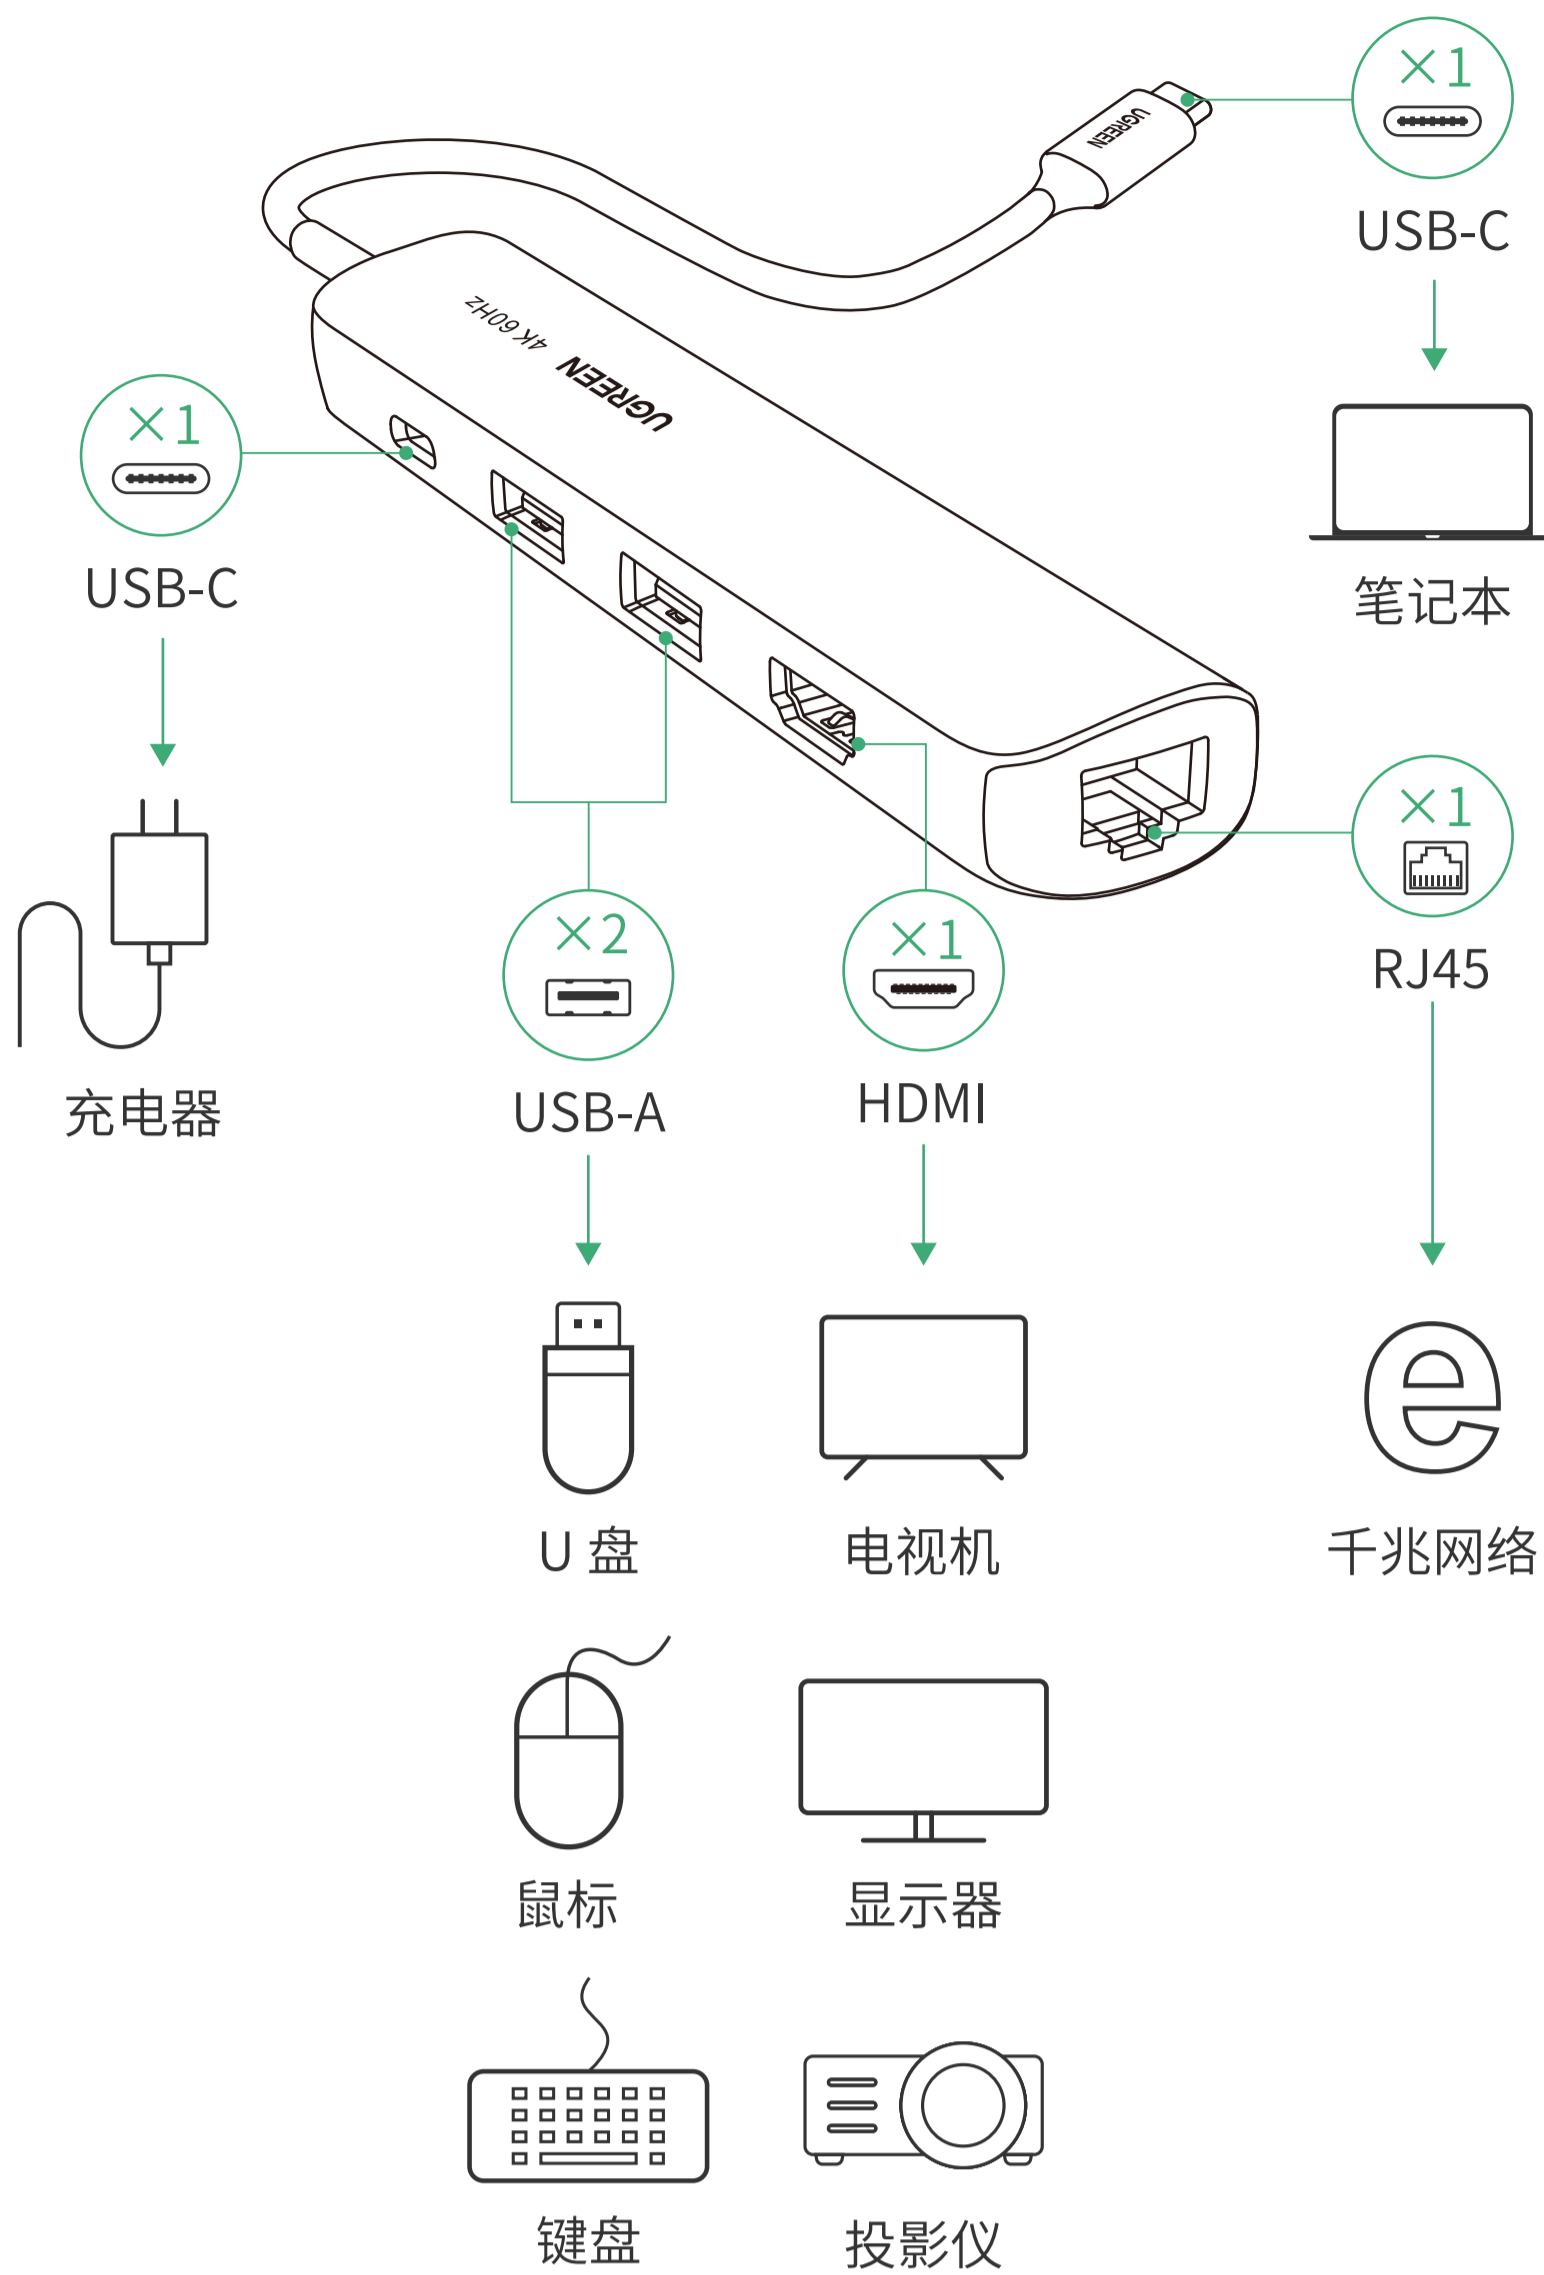 ×1
USB-C
笔记本
UGREEN
4K 60Hz
UGREEN
×1
USB-C
充电器
×2
USB-A
U 盘
鼠标
键盘
×1
HDMI
电视机
显示器
投影仪
×1
RJ45
e
千兆网络